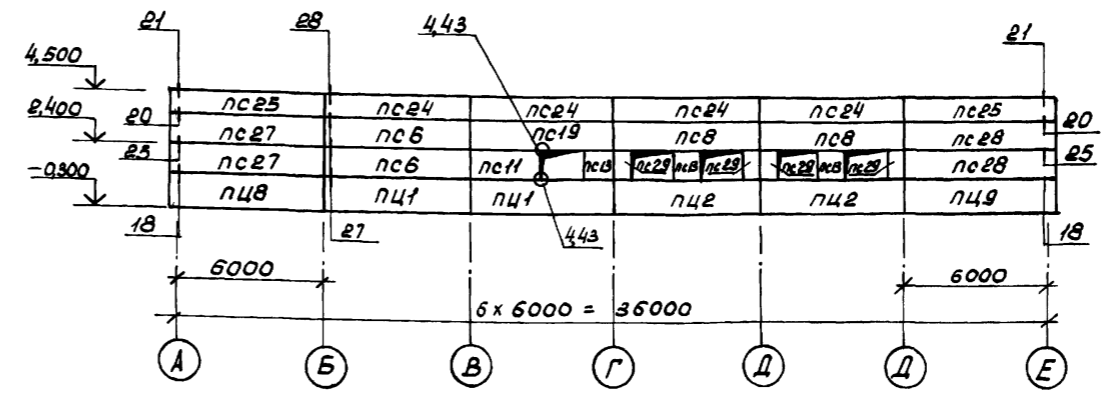 21 28 4,43 21
4,500
пс25 пс24 пс24 пс24 пс24 пс25
2,400 20 20
пс27 пс6 пс19 пс8 пс8 пс28
23 25
пс27 пс6 пс11 пс13 пс29 пс13 пс29 пс29 пс13 пс29 пс28
-0,300
пц8 пц1 пц1 пц2 пц2 пц9
18 27 4,43 18
6000 6000
6 x 6000 = 36000
А Б В Г Д Д Е